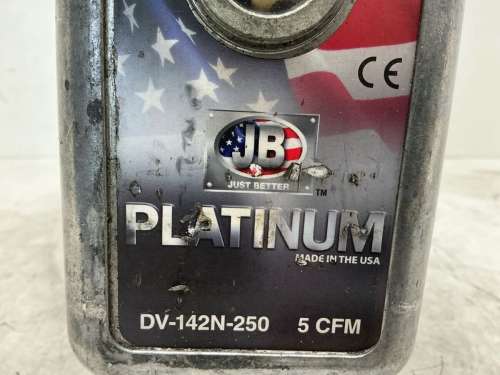 CE
JB
JUST BETTER
TM
PLATINUM
MADE IN THE USA
DV-142N-250 5 CFM